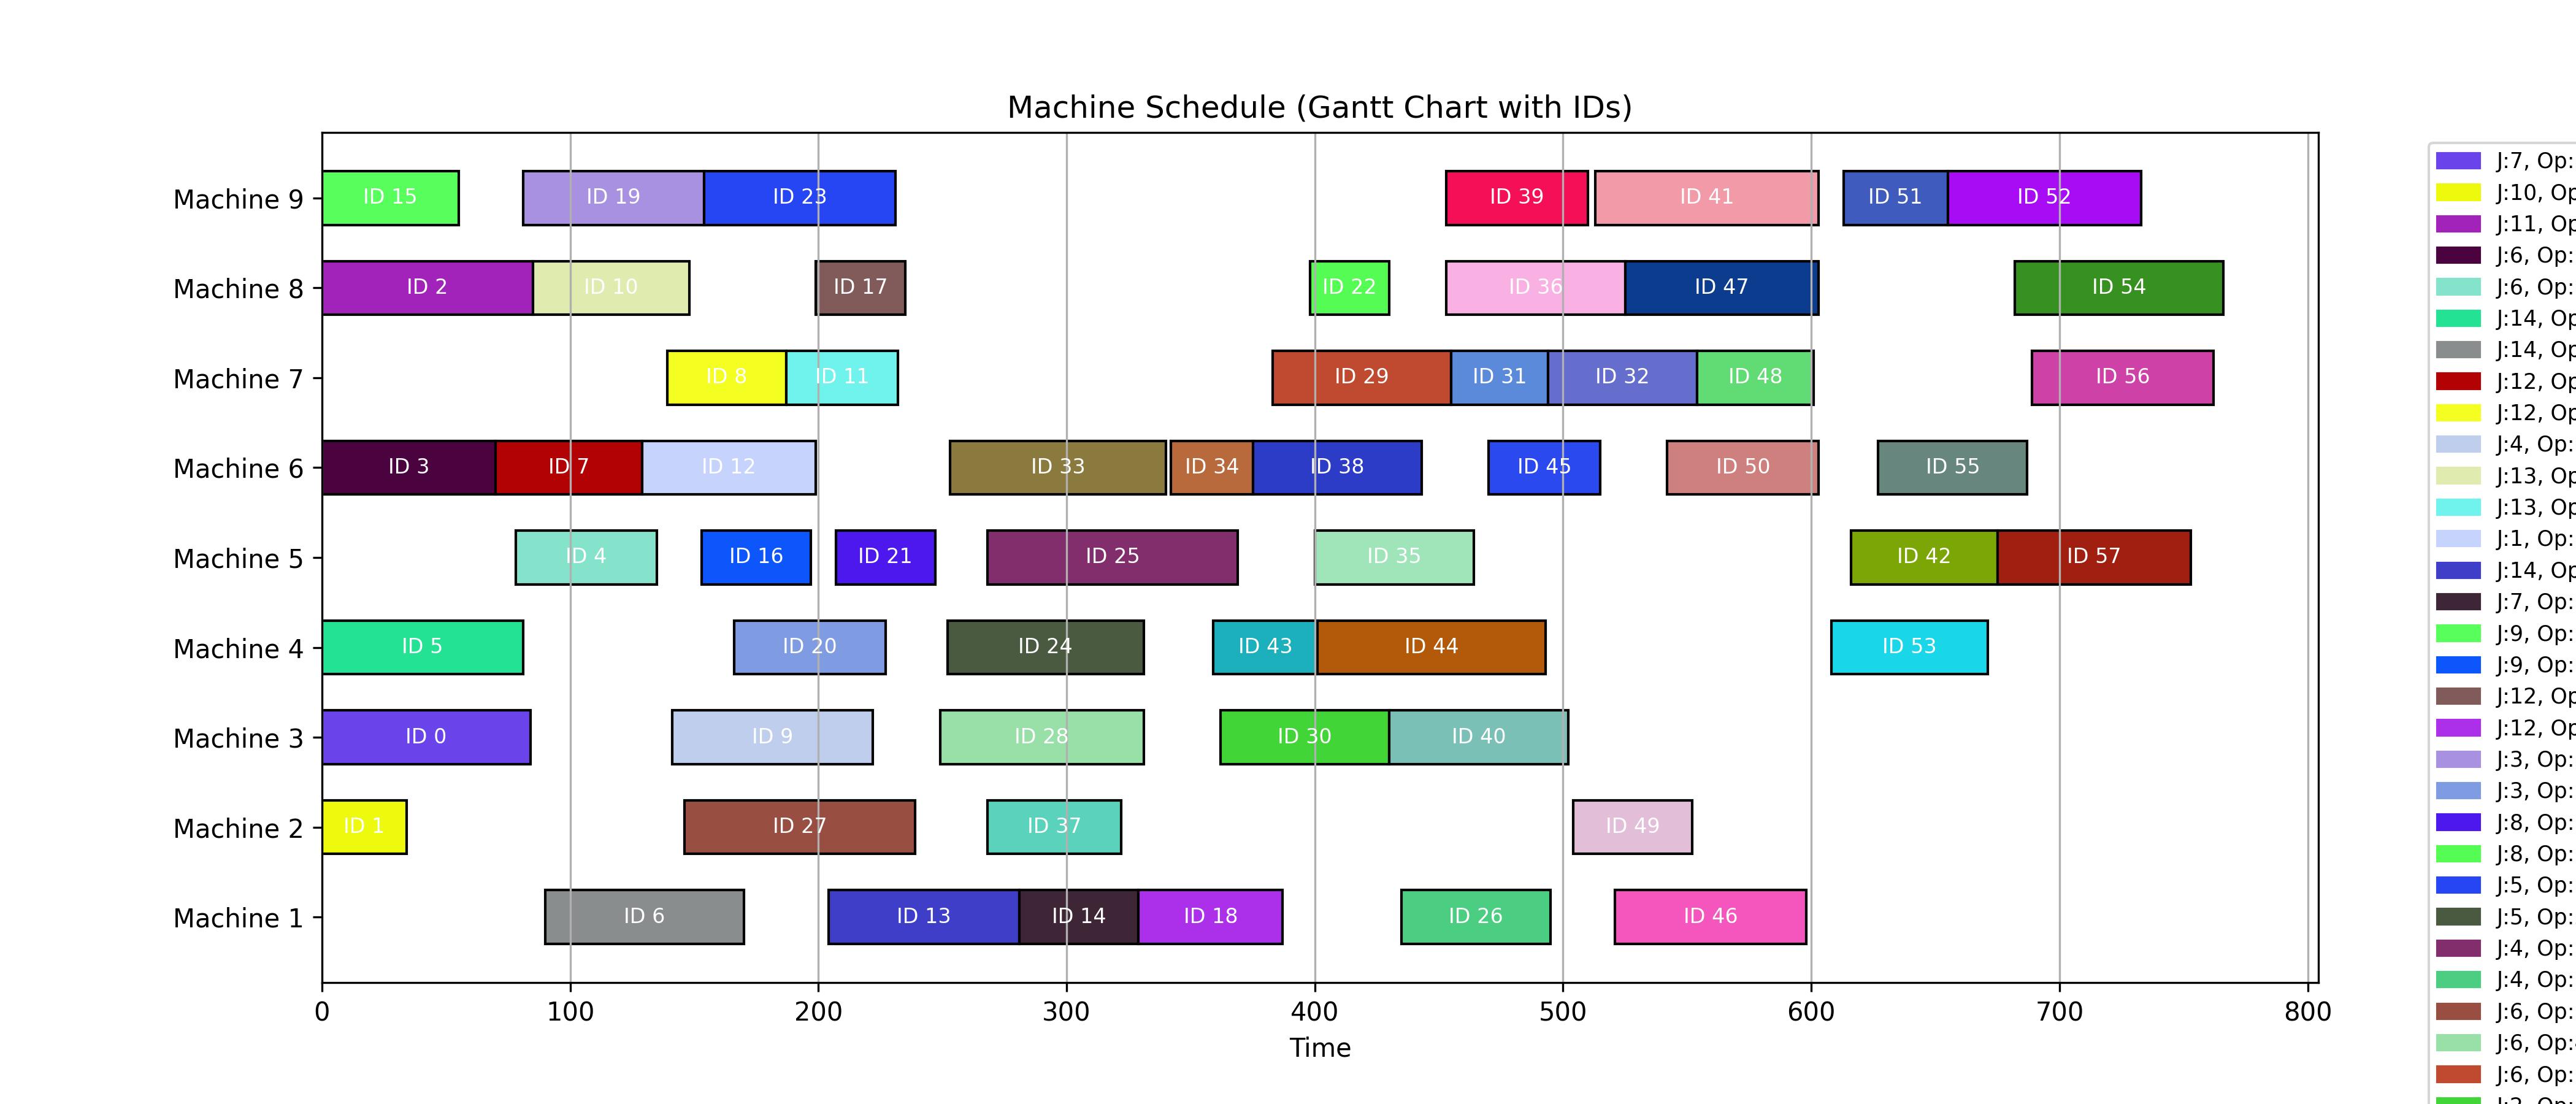 Machine Schedule (Gantt Chart with IDs)
Machine 9
ID 15
ID 19
ID 23
ID 39
ID 41
ID 51
ID 52
Machine 8
ID 2
ID 10
ID 17
ID 22
ID 36
ID 47
ID 54
Machine 7
ID 8
ID 11
ID 29
ID 31
ID 32
ID 48
ID 56
Machine 6
ID 3
ID 7
ID 12
ID 33
ID 34
ID 38
ID 45
ID 50
ID 55
Machine 5
ID 4
ID 16
ID 21
ID 25
ID 35
ID 42
ID 57
Machine 4
ID 5
ID 20
ID 24
ID 43
ID 44
ID 53
Machine 3
ID 0
ID 9
ID 28
ID 30
ID 40
Machine 2
ID 1
ID 27
ID 37
ID 49
Machine 1
ID 6
ID 13
ID 14
ID 18
ID 26
ID 46
0 100 200 300 400 500 600 700 800
Time
J:7, Op:
J:10, Op
J:11, Op
J:6, Op:
J:6, Op:
J:14, Op
J:14, Op
J:12, Op
J:12, Op
J:4, Op:
J:13, Op
J:13, Op
J:1, Op:
J:14, Op
J:7, Op:
J:9, Op:
J:9, Op:
J:12, Op
J:12, Op
J:3, Op:
J:3, Op:
J:8, Op:
J:8, Op:
J:5, Op:
J:5, Op:
J:4, Op:
J:4, Op:
J:6, Op:
J:6, Op:
J:6, Op: